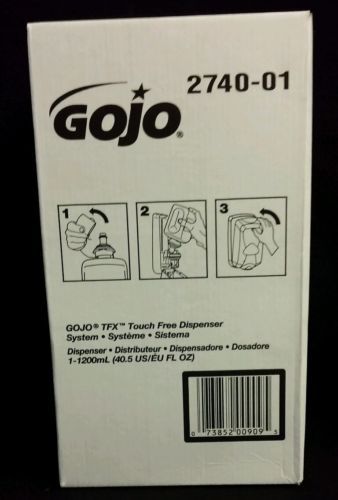 2740-01
GOJO®
1
2
3
GOJO® TFX™ Touch Free Dispenser
System • Système • Sistema
Dispenser • Distributeur • Dispensadore • Dosadore
1-1200mL (40.5 US/EU FL OZ)
0 73852 00909 5